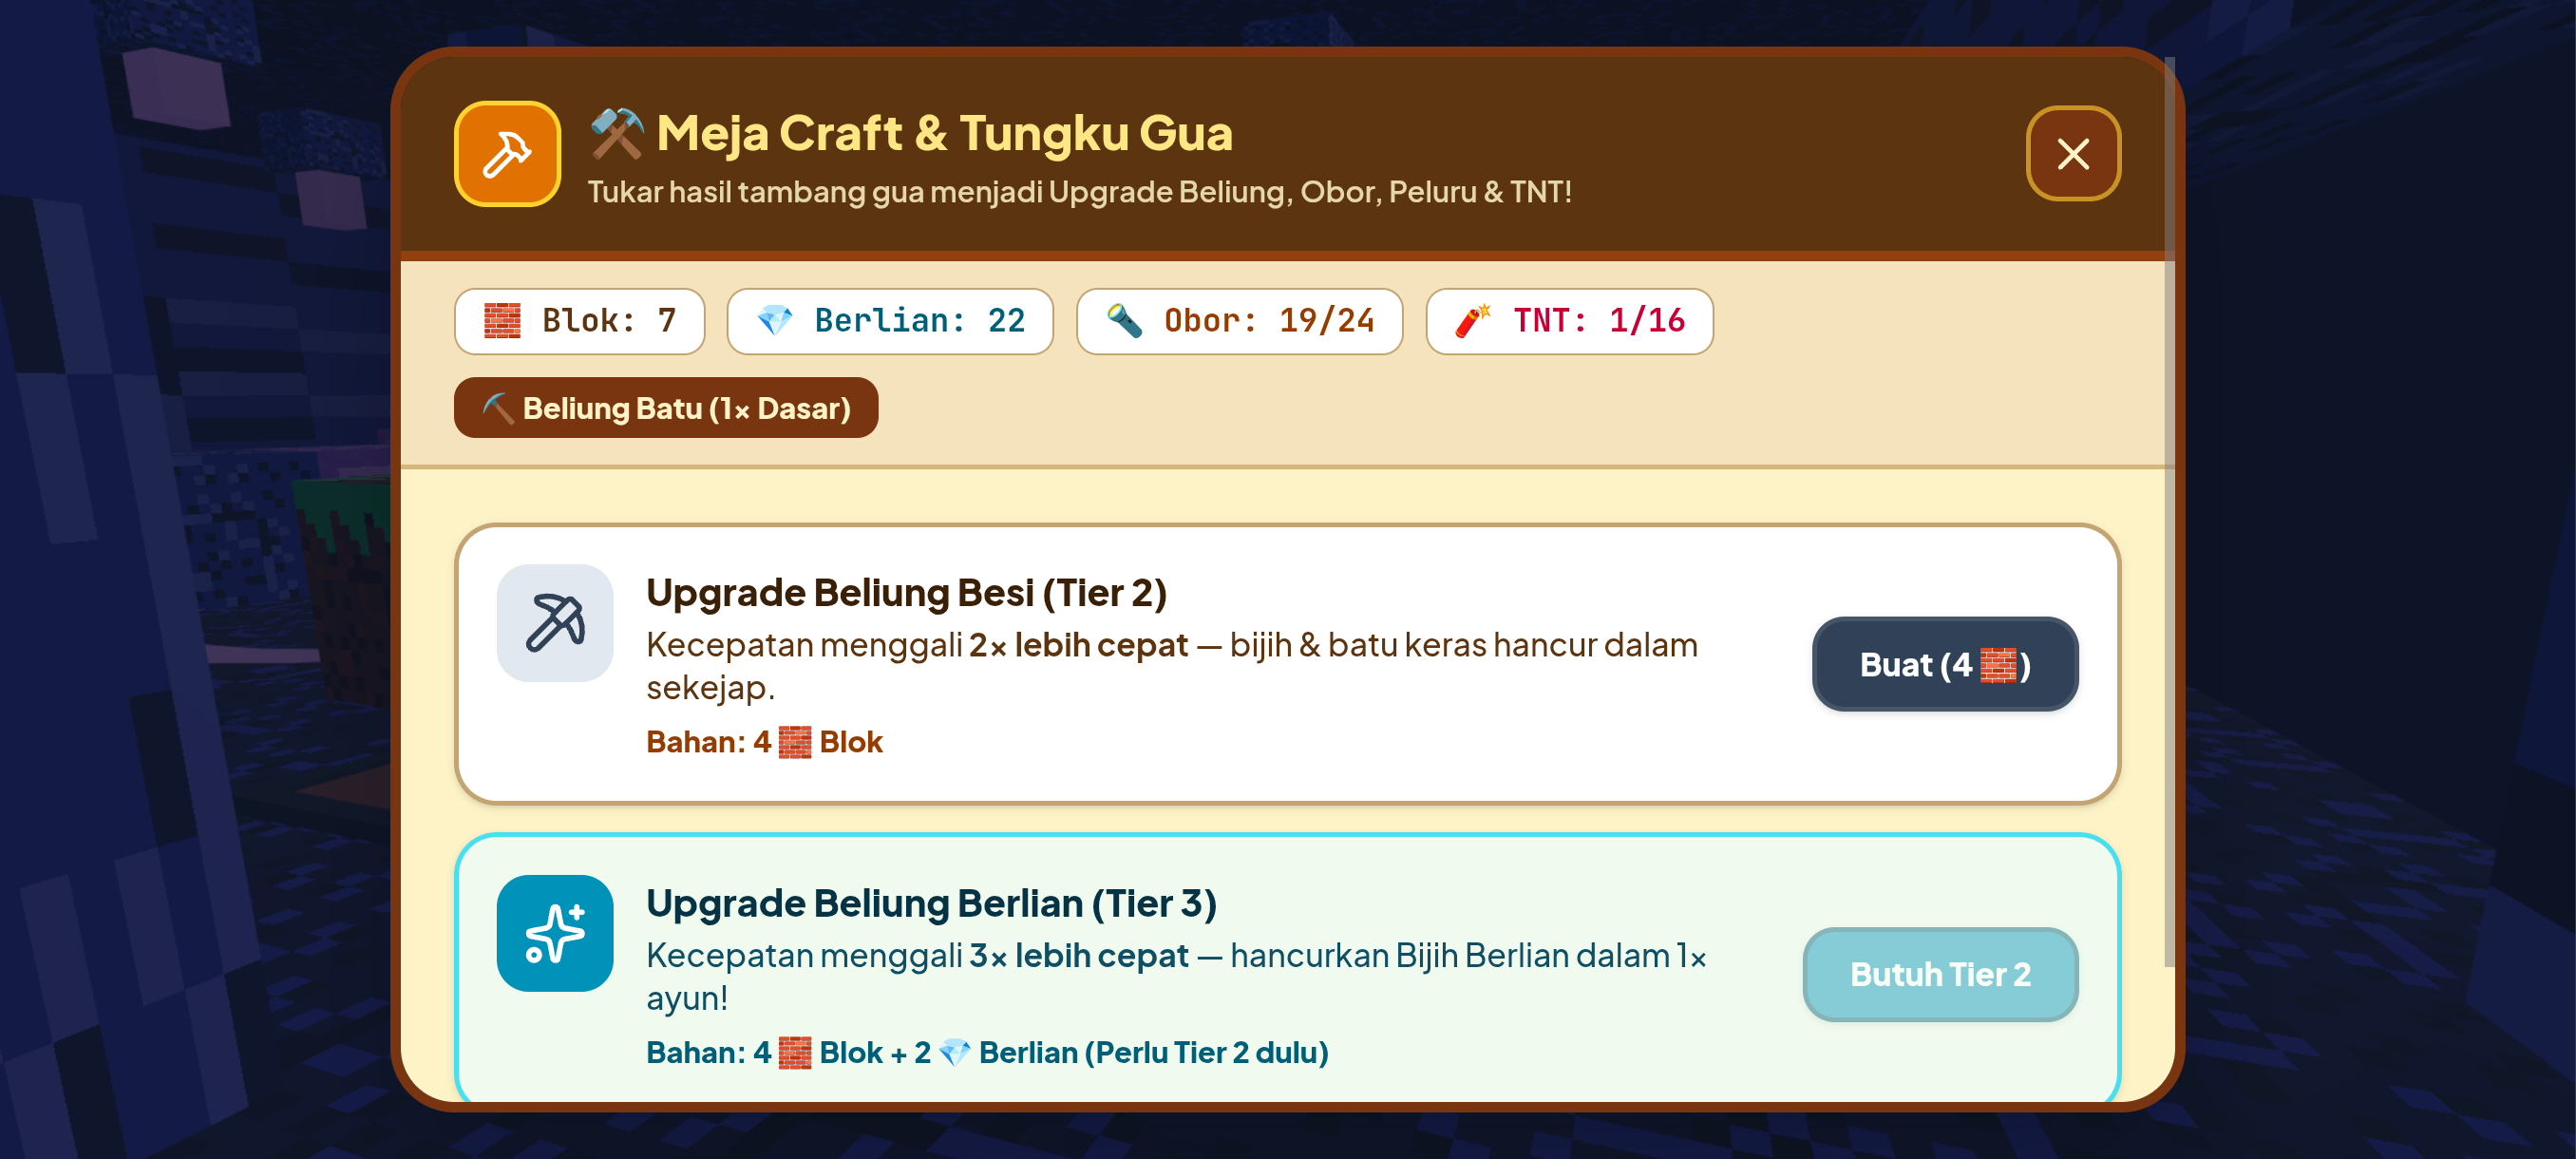 ⚒️ Meja Craft & Tungku Gua
Tukar hasil tambang gua menjadi Upgrade Beliung, Obor, Peluru & TNT!
🧱 Blok: 7
💎 Berlian: 22
🔦 Obor: 19/24
🧨 TNT: 1/16
⛏️ Beliung Batu (1× Dasar)
Upgrade Beliung Besi (Tier 2)
Kecepatan menggali 2× lebih cepat — bijih & batu keras hancur dalam
sekejap.
Bahan: 4 🧱 Blok
Buat (4 🧱)
Upgrade Beliung Berlian (Tier 3)
Kecepatan menggali 3× lebih cepat — hancurkan Bijih Berlian dalam 1×
ayun!
Bahan: 4 🧱 Blok + 2 💎 Berlian (Perlu Tier 2 dulu)
Butuh Tier 2